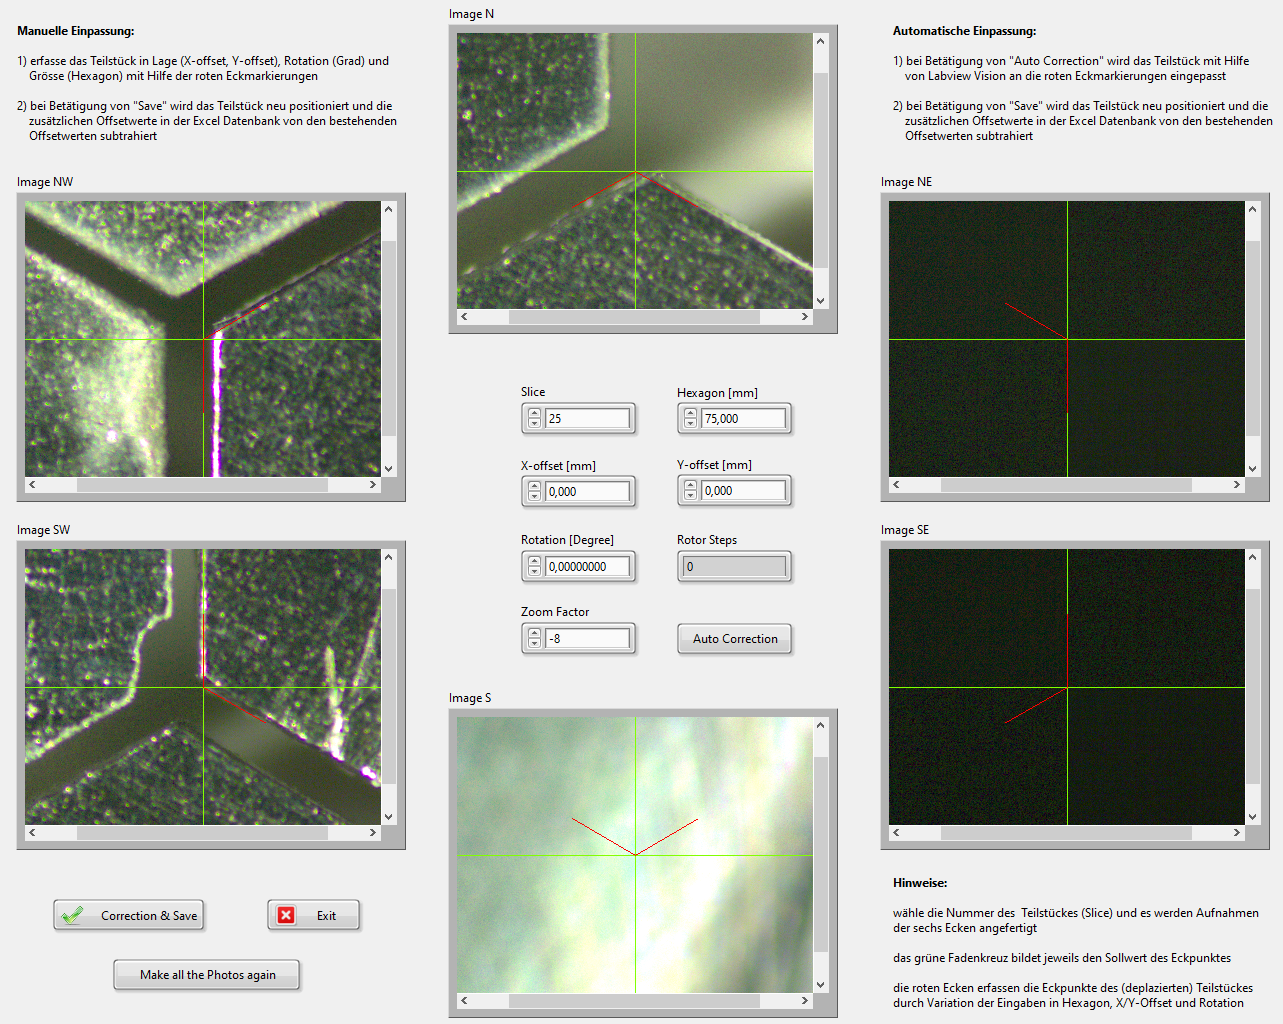 Manuelle Einpassung:
1) erfasse das Teilstück in Lage (X-offset, Y-offset), Rotation (Grad) und
Grösse (Hexagon) mit Hilfe der roten Eckmarkierungen
2) bei Betätigung von "Save" wird das Teilstück neu positioniert und die
zusätzlichen Offsetwerte in der Excel Datenbank von den bestehenden
Offsetwerten subtrahiert
Image N
Automatische Einpassung:
1) bei Betätigung von "Auto Correction" wird das Teilstück mit Hilfe
von Labview Vision an die roten Eckmarkierungen eingepasst
2) bei Betätigung von "Save" wird das Teilstück neu positioniert und die
zusätzlichen Offsetwerte in der Excel Datenbank von den bestehenden
Offsetwerten subtrahiert
Image NW
Image NE
Slice
25
Hexagon [mm]
75,000
X-offset [mm]
0,000
Y-offset [mm]
0,000
Rotation [Degree]
0,00000000
Rotor Steps
0
Zoom Factor
-8
Auto Correction
Image SW
Image SE
Image S
Correction & Save
Exit
Make all the Photos again
Hinweise:
wähle die Nummer des Teilstückes (Slice) und es werden Aufnahmen
der sechs Ecken angefertigt
das grüne Fadenkreuz bildet jeweils den Sollwert des Eckpunktes
die roten Ecken erfassen die Eckpunkte des (deplazierten) Teilstückes
durch Variation der Eingaben in Hexagon, X/Y-Offset und Rotation